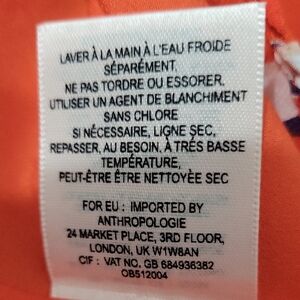 LAVER À LA MAIN À L'EAU FROIDE
SÉPARÉMENT.
NE PAS TORDRE OU ESSORER.
UTILISER UN AGENT DE BLANCHIMENT
SANS CHLORE
SI NÉCESSAIRE, LIGNE SEC,
REPASSER, AU BESOIN, À TRÈS BASSE
TEMPÉRATURE,
PEUT-ÊTRE ÊTRE NETTOYÉE SEC
FOR EU : IMPORTED BY
ANTHROPOLOGIE
24 MARKET PLACE, 3RD FLOOR,
LONDON, UK W1W8AN
CIF : VAT NO. GB 684936382
OB512004